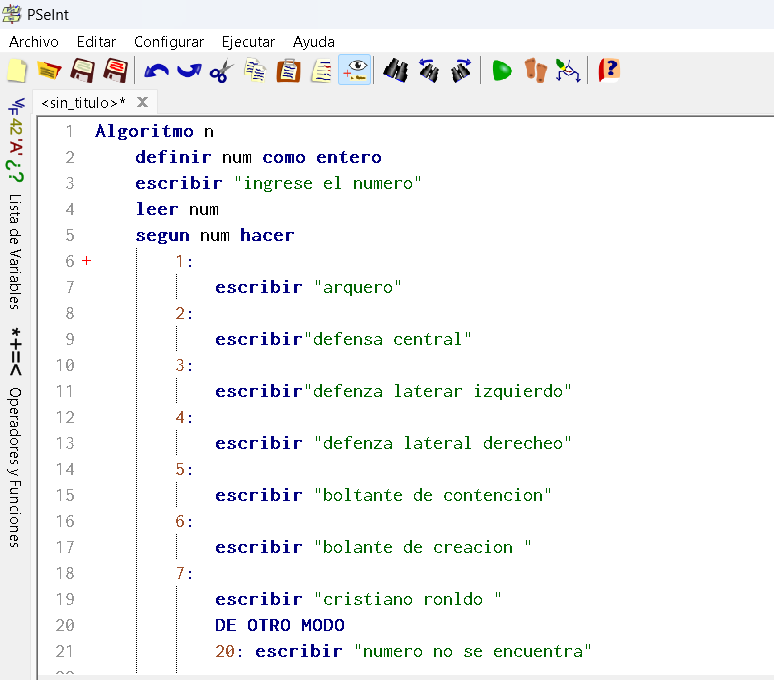 PSeInt
Archivo Editar Configurar Ejecutar Ayuda
<sin_titulo>* X
1 Algoritmo n
2 definir num como entero
3 escribir "ingrese el numero"
4 leer num
5 segun num hacer
6 + 1:
7 escribir "arquero"
8 2:
9 escribir"defensa central"
10 3:
11 escribir"defenza laterar izquierdo"
12 4:
13 escribir "defenza lateral derecheo"
14 5:
15 escribir "boltante de contencion"
16 6:
17 escribir "bolante de creacion "
18 7:
19 escribir "cristiano ronldo "
20 DE OTRO MODO
21 20: escribir "numero no se encuentra"
Lista de Variables
*+=<
Operadores y Funciones